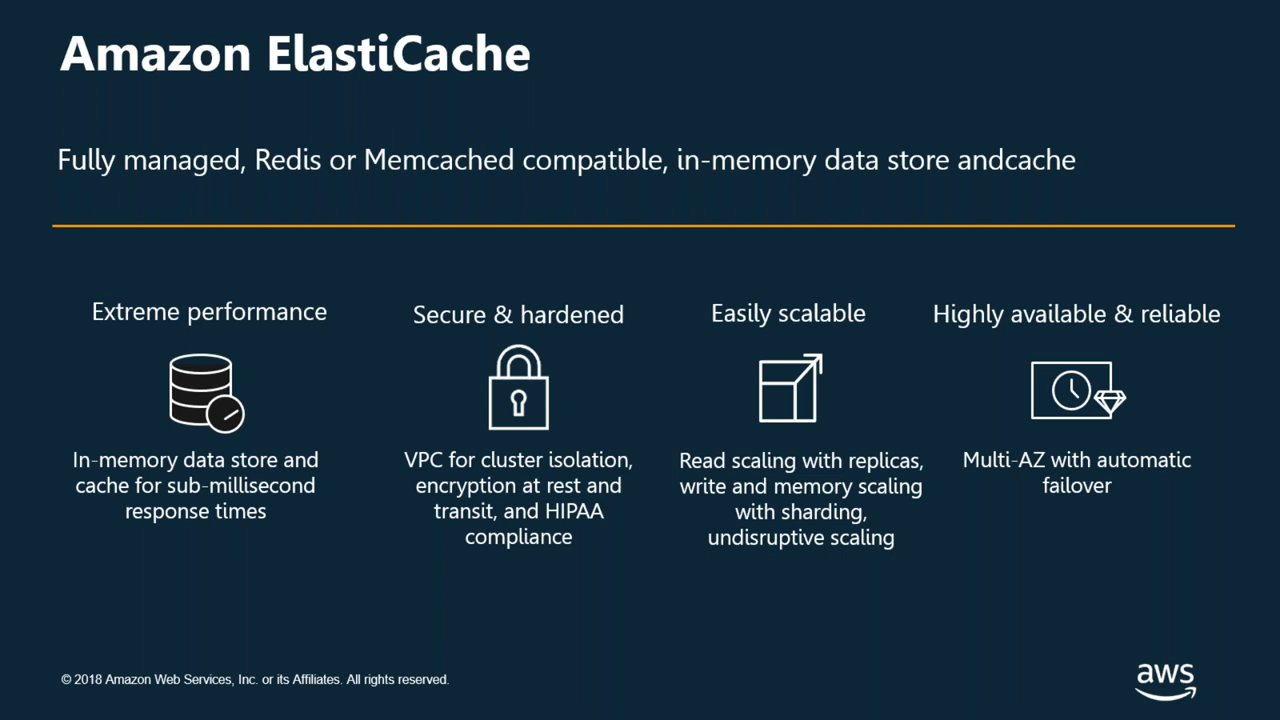 Amazon ElastiCache
Fully managed, Redis or Memcached compatible, in-memory data store andcache
Extreme performance
In-memory data store and
cache for sub-millisecond
response times
Secure & hardened
VPC for cluster isolation,
encryption at rest and
transit, and HIPAA
compliance
Easily scalable
Read scaling with replicas,
write and memory scaling
with sharding,
undisruptive scaling
Highly available & reliable
Multi-AZ with automatic
failover
© 2018 Amazon Web Services, Inc. or its Affiliates. All rights reserved.
aws